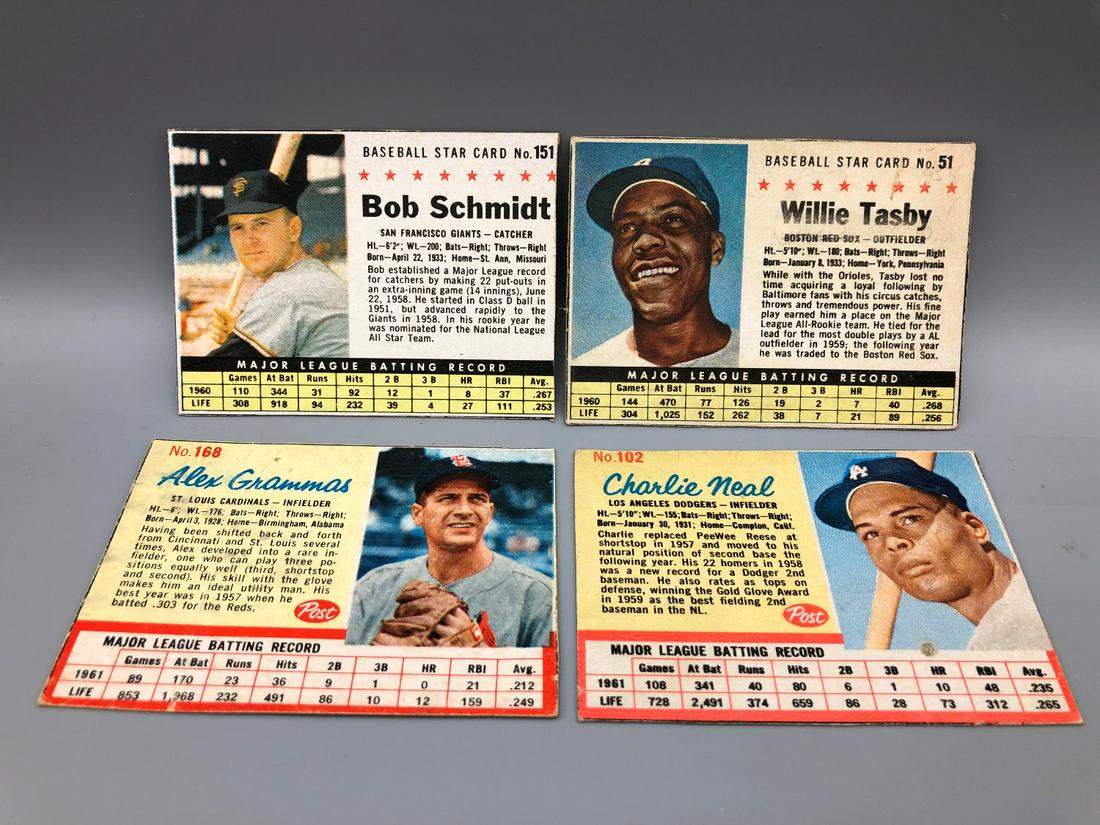 BASEBALL STAR CARD No. 151
Bob Schmidt
SAN FRANCISCO GIANTS — CATCHER
Ht.—6'2"; Wt.—200; Bats—Right; Throws—Right
Born—April 22, 1933; Home—St. Ann, Missouri
Bob established a Major League record
for catchers by making 22 put-outs in
an extra-inning game (14 innings), June
22, 1958. He started in Class D ball in
1951, but advanced rapidly to the
Giants in 1958. In his rookie year he
was nominated for the National League
All Star Team.
MAJOR LEAGUE BATTING RECORD
Games At Bat Runs Hits 2 B 3 B HR RBI Avg.
1960 110 344 31 92 12 1 8 37 .267
LIFE 308 918 94 232 39 4 27 111 .253
BASEBALL STAR CARD No. 51
Willie Tasby
BOSTON RED SOX — OUTFIELDER
Ht.—5'10"; Wt.—180; Bats—Right; Throws—Right
Born—January 8, 1933; Home—York, Pennsylvania
While with the Orioles, Tasby lost no
time acquiring a loyal following by
Baltimore fans with his circus catches,
throws and tremendous power. His fine
play earned him a place on the Major
League All-Rookie team. He tied for the
lead for the most double plays by a AL
outfielder in 1959; the following year
he was traded to the Boston Red Sox.
MAJOR LEAGUE BATTING RECORD
Games At Bat Runs Hits 2 B 3 B HR RBI Avg.
1960 144 470 77 126 19 2 7 40 .268
LIFE 304 1,025 152 262 38 7 21 89 .256
No. 168
Alex Grammas
ST. LOUIS CARDINALS — INFIELDER
Ht.—6'; Wt.—176; Bats—Right; Throws—Right
Born—April 3, 1928; Home—Birmingham, Alabama
Having been shifted back and forth
from Cincinnati and St. Louis several
times, Alex developed into a rare in-
fielder, one who can play three po-
sitions equally well (third, shortstop
and second). His skill with the glove
makes him an ideal utility man. His
best year was in 1957 when he
batted .303 for the Reds.
Post
MAJOR LEAGUE BATTING RECORD
Games At Bat Runs Hits 2B 3B HR RBI Avg.
1961 89 170 23 36 9 1 0 21 .212
LIFE 853 1,968 232 491 86 10 12 159 .249
No. 102
Charlie Neal
LOS ANGELES DODGERS — INFIELDER
Ht.—5'10"; Wt.—155; Bats—Right; Throws—Right;
Born—January 30, 1931; Home—Compton, Calif.
Charlie replaced PeeWee Reese at
shortstop in 1957 and moved to his
natural position of second base the
following year. His 22 homers in 1958
was a new record for a Dodger 2nd
baseman. He also rates as tops on
defense, winning the Gold Glove Award
in 1959 as the best fielding 2nd
baseman in the NL.
Post
MAJOR LEAGUE BATTING RECORD
Games At Bat Runs Hits 2B 3B HR RBI Avg.
1961 108 341 40 80 6 1 10 48 .235
LIFE 728 2,491 374 659 86 28 73 312 .265